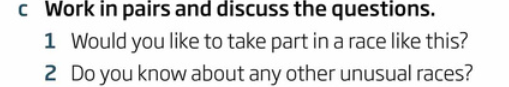 c Work in pairs and discuss the questions.
1 Would you like to take part in a race like this?
2 Do you know about any other unusual races?